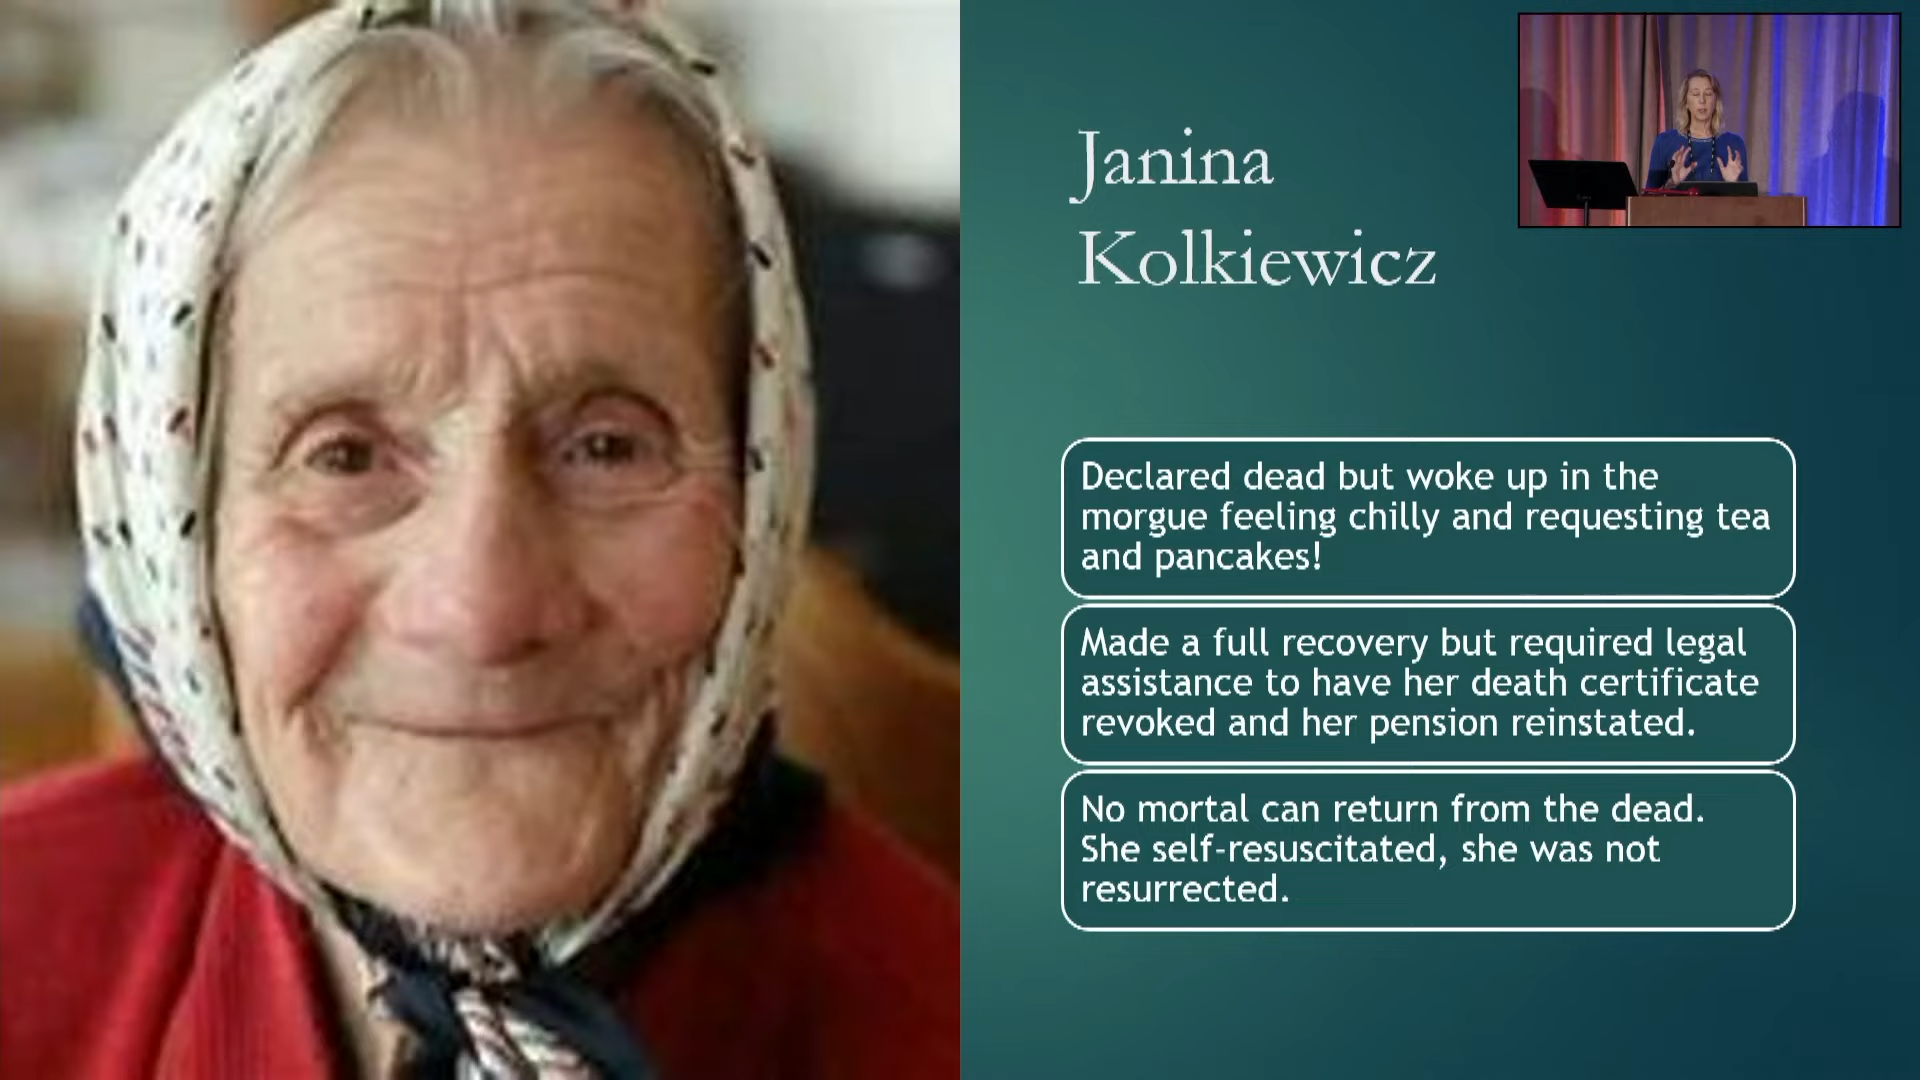 Janina
Kolkiewicz
Declared dead but woke up in the
morgue feeling chilly and requesting tea
and pancakes!
Made a full recovery but required legal
assistance to have her death certificate
revoked and her pension reinstated.
No mortal can return from the dead.
She self-resuscitated, she was not
resurrected.